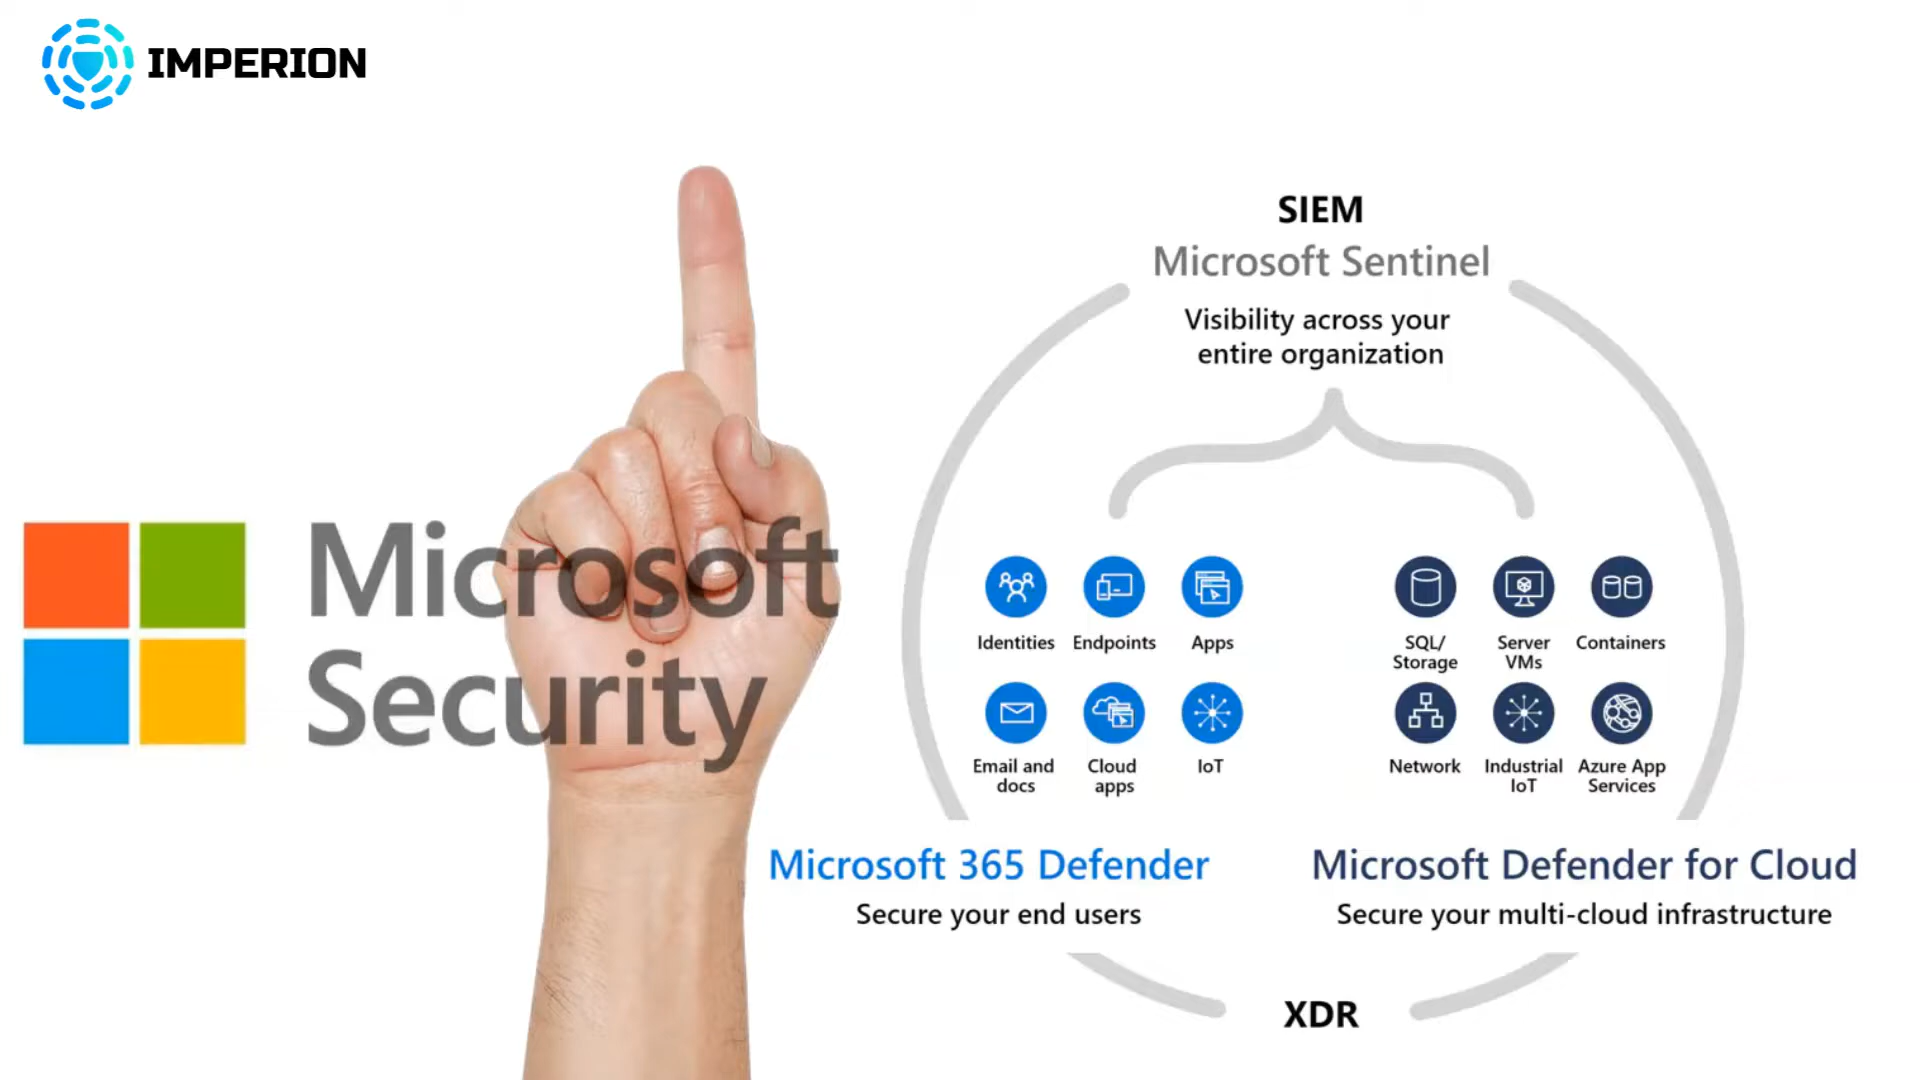 IMPERION
Microsoft
Security
SIEM
Microsoft Sentinel
Visibility across your
entire organization
Identities
Endpoints
Apps
Email and
docs
Cloud
apps
IoT
SQL/
Storage
Server
VMs
Containers
Network
Industrial
IoT
Azure App
Services
Microsoft 365 Defender
Secure your end users
Microsoft Defender for Cloud
Secure your multi-cloud infrastructure
XDR